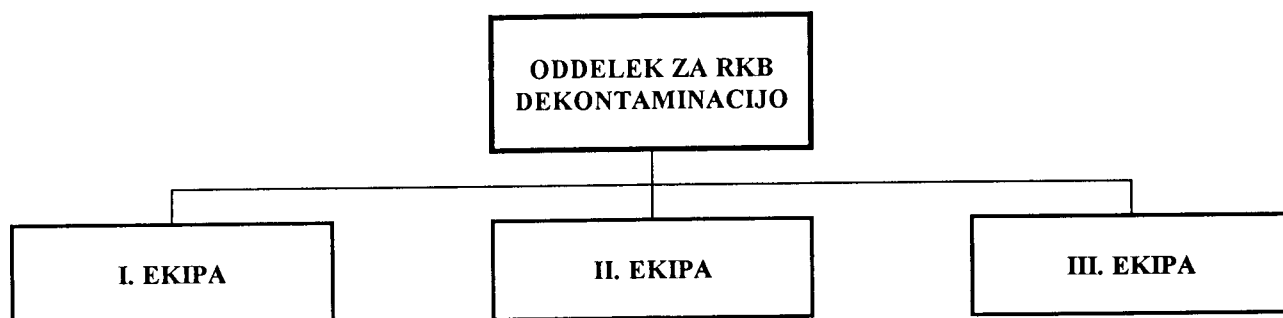 ODDELEK ZA RKB
DEKONTAMINACIJO
I. EKIPA
II. EKIPA
III. EKIPA